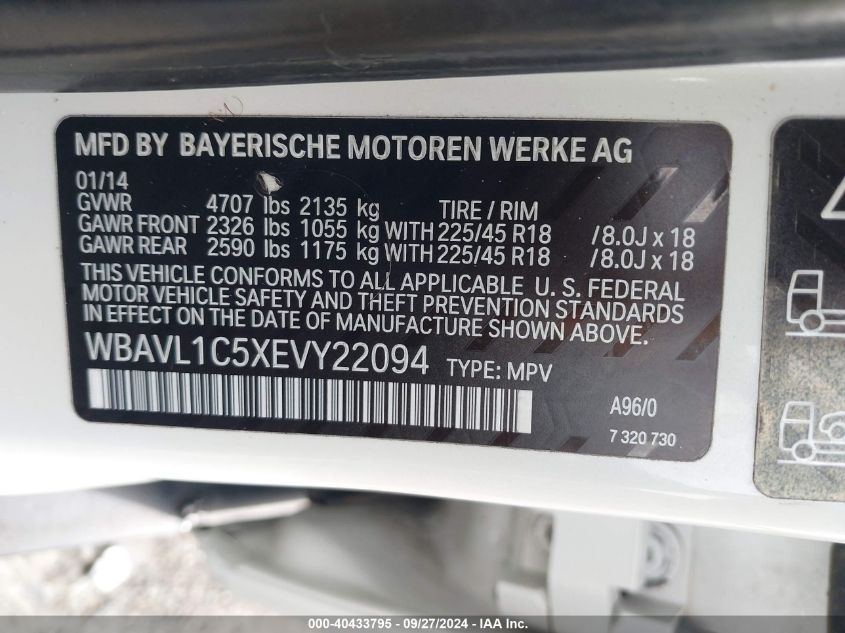 MFD BY BAYERISCHE MOTOREN WERKE AG
01/14
GVWR 4707 lbs 2135 kg TIRE / RIM
GAWR FRONT 2326 lbs 1055 kg WITH 225/45 R18 /8.0J x 18
GAWR REAR 2590 lbs 1175 kg WITH 225/45 R18 /8.0J x 18
THIS VEHICLE CONFORMS TO ALL APPLICABLE U. S. FEDERAL
MOTOR VEHICLE SAFETY AND THEFT PREVENTION STANDARDS
IN EFFECT ON THE DATE OF MANUFACTURE SHOWN ABOVE.
WBAVL1C5XEVY22094 TYPE: MPV
A96/0
7 320 730
000-40433795 - 09/27/2024 - IAA Inc.